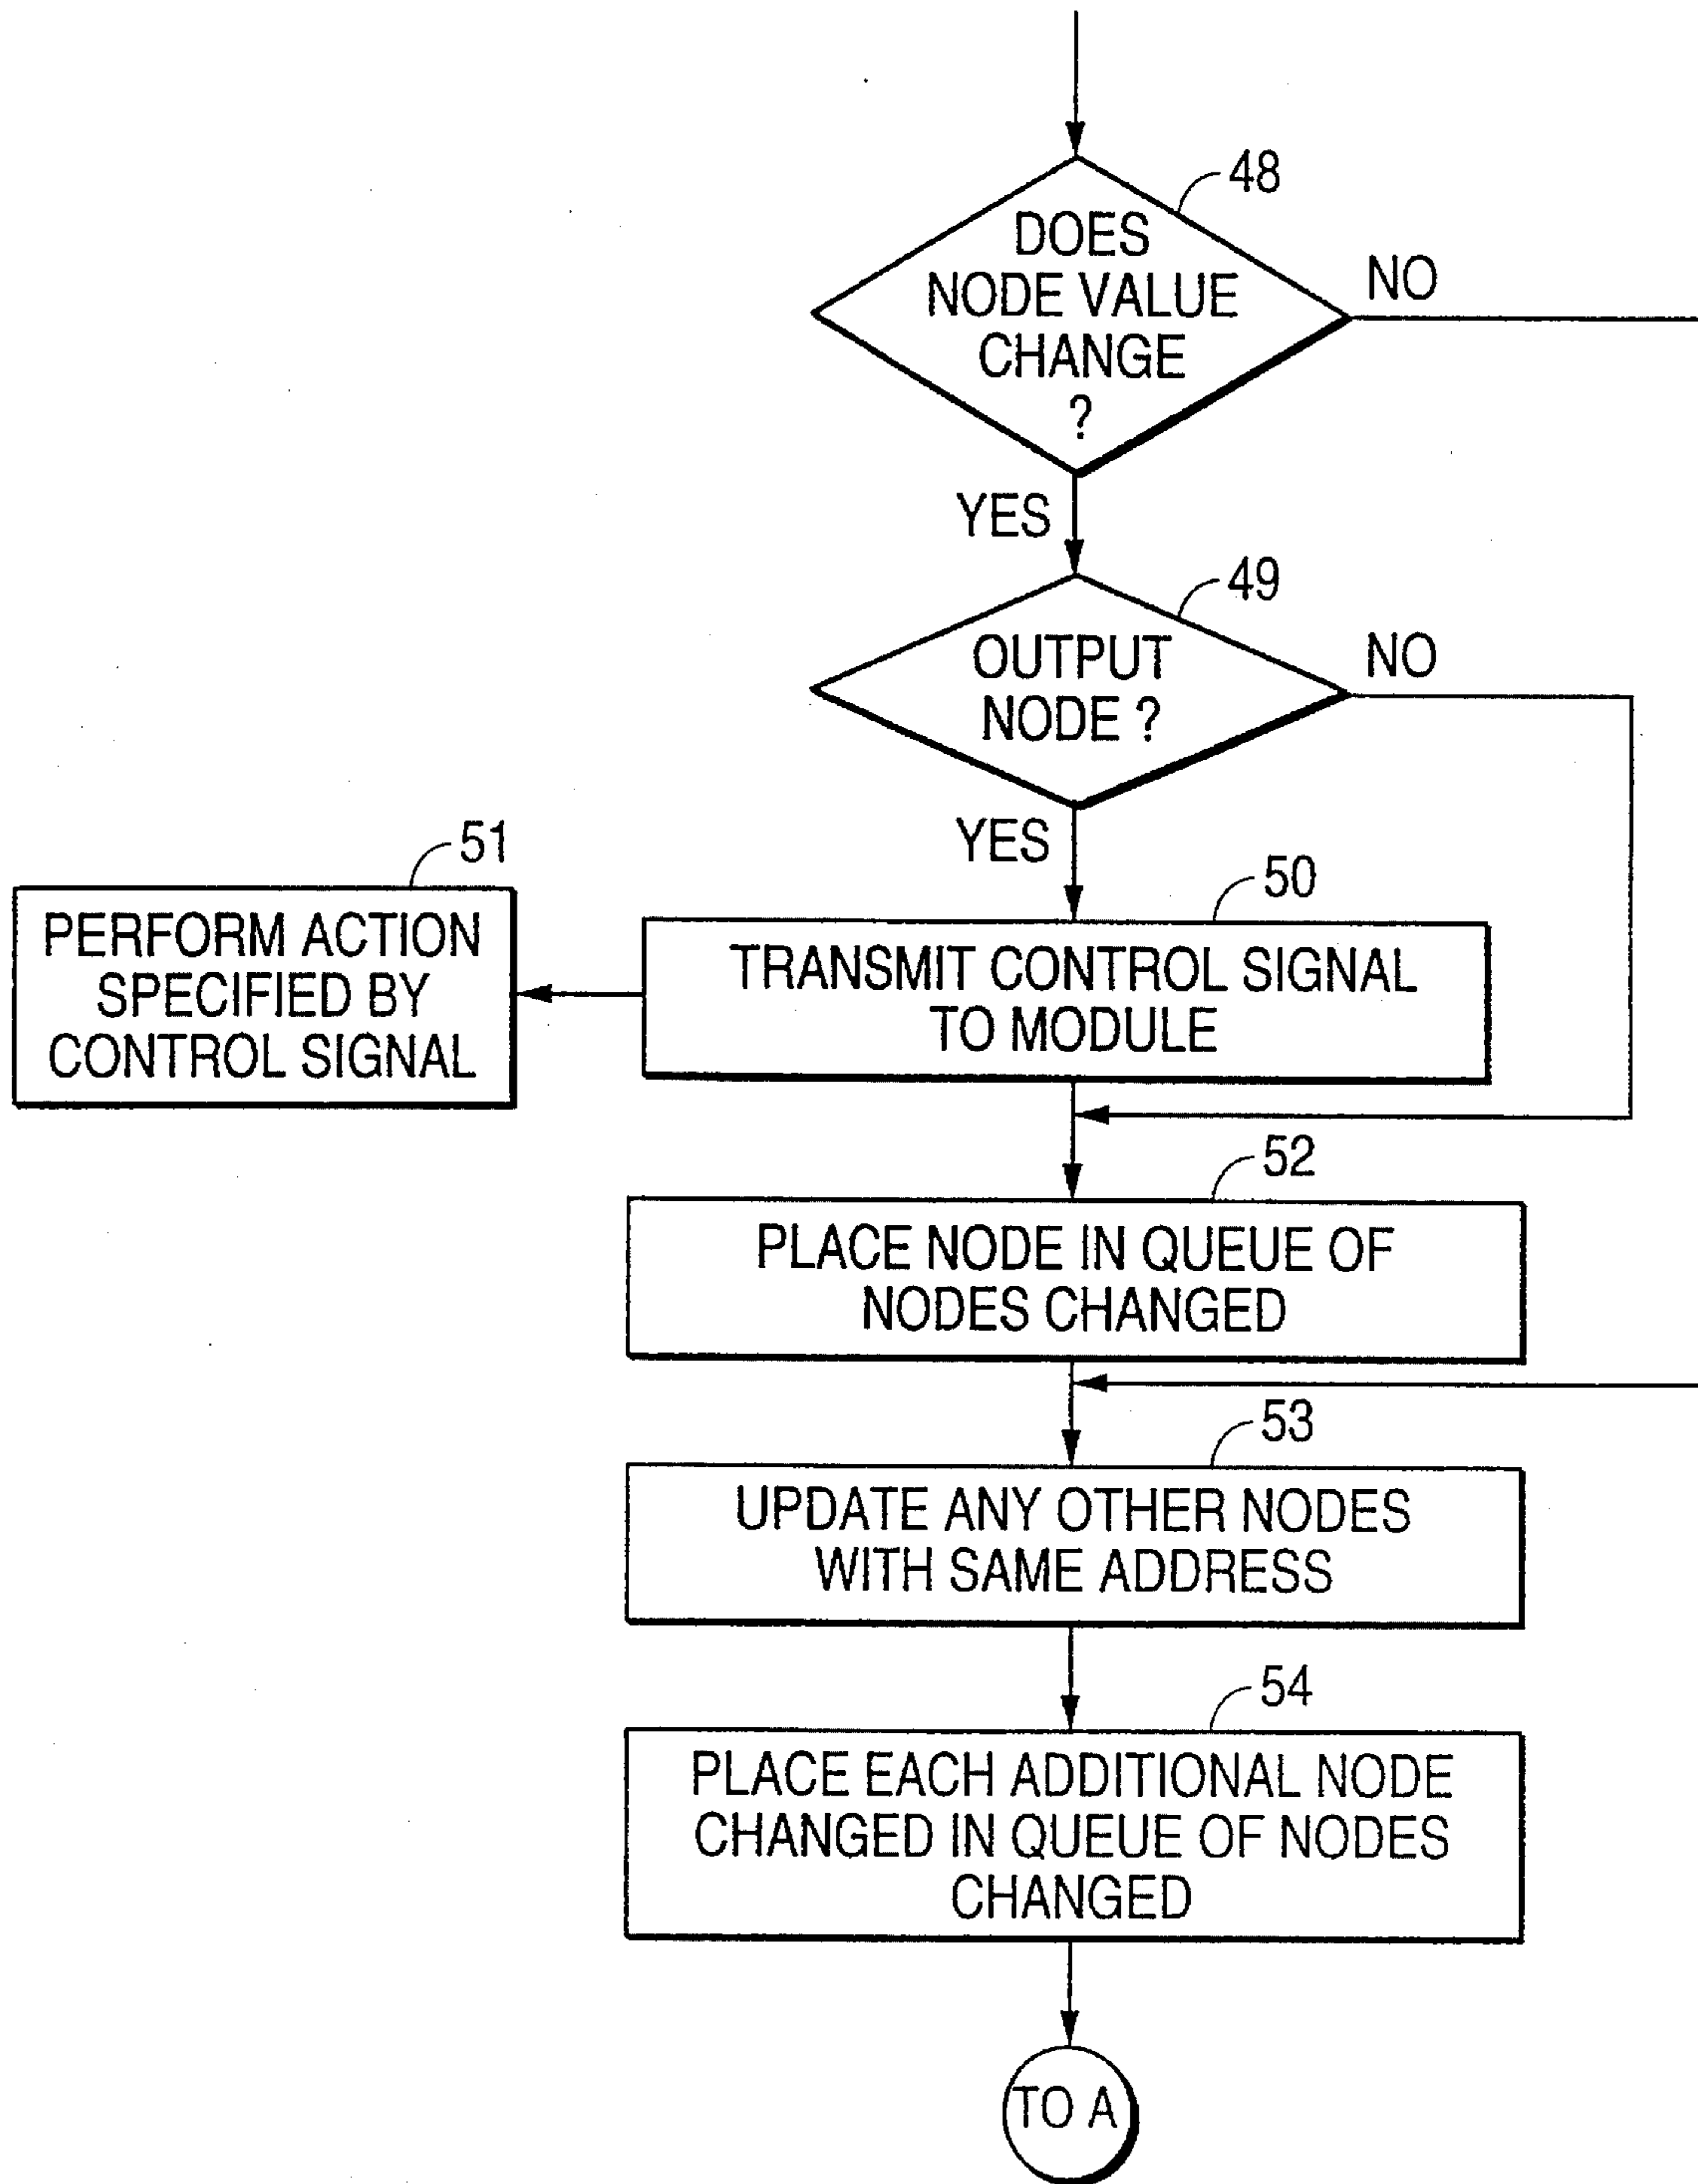 48
DOES
NODE VALUE
CHANGE
?
NO
YES
49
OUTPUT
NODE ?
NO
YES
51
PERFORM ACTION
SPECIFIED BY
CONTROL SIGNAL
50
TRANSMIT CONTROL SIGNAL
TO MODULE
52
PLACE NODE IN QUEUE OF
NODES CHANGED
53
UPDATE ANY OTHER NODES
WITH SAME ADDRESS
54
PLACE EACH ADDITIONAL NODE
CHANGED IN QUEUE OF NODES
CHANGED
TO A